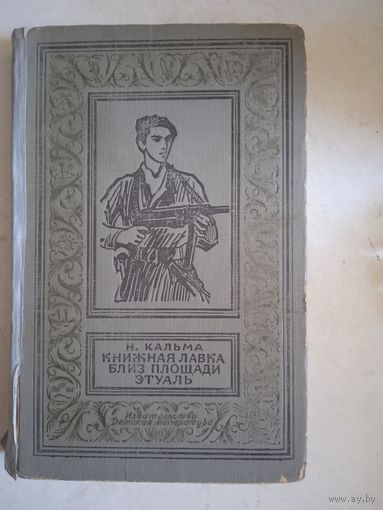 Н. КАЛЬМА
КНИЖНАЯ ЛАВКА
БЛИЗ ПЛОЩАДИ
ЭТУАЛЬ
Издательство
Детская литература
www.ay.by